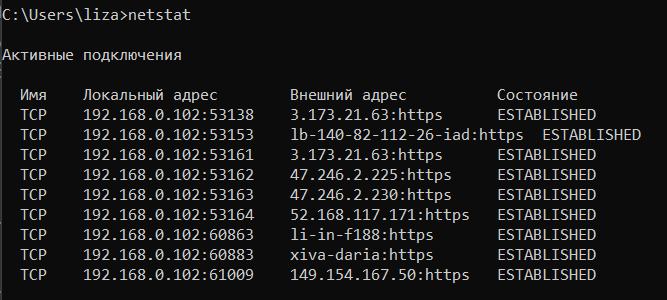 C:\Users\liza>netstat
Активные подключения
Имя Локальный адрес Внешний адрес Состояние
TCP 192.168.0.102:53138 3.173.21.63:https ESTABLISHED
TCP 192.168.0.102:53153 lb-140-82-112-26-iad:https ESTABLISHED
TCP 192.168.0.102:53161 3.173.21.63:https ESTABLISHED
TCP 192.168.0.102:53162 47.246.2.225:https ESTABLISHED
TCP 192.168.0.102:53163 47.246.2.230:https ESTABLISHED
TCP 192.168.0.102:53164 52.168.117.171:https ESTABLISHED
TCP 192.168.0.102:60863 li-in-f188:https ESTABLISHED
TCP 192.168.0.102:60883 xiva-daria:https ESTABLISHED
TCP 192.168.0.102:61009 149.154.167.50:https ESTABLISHED